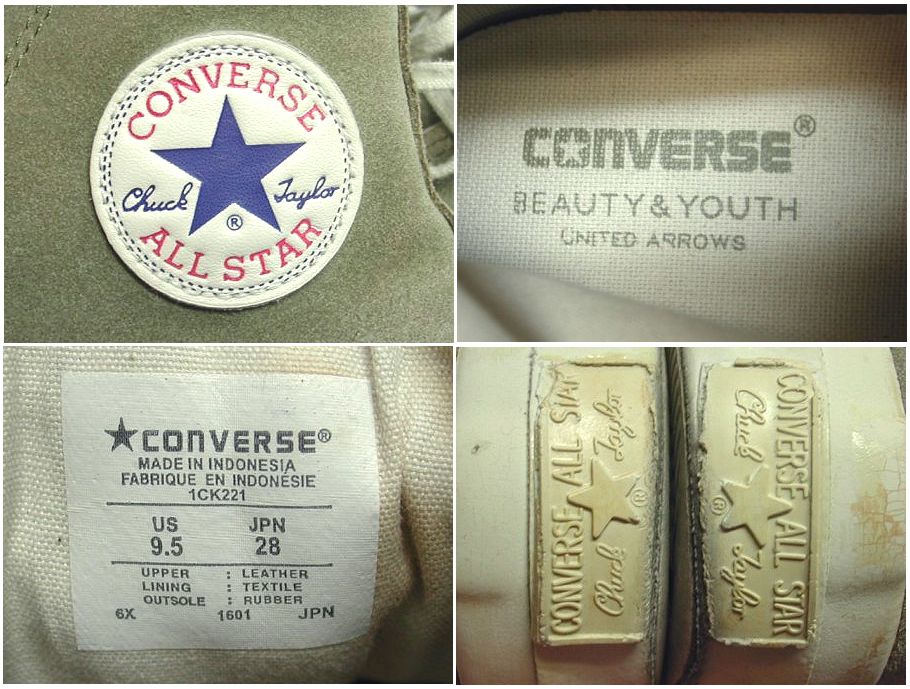 CONVERSE
Chuck Taylor
®
ALL STAR
CONVERSE®
BEAUTY & YOUTH
UNITED ARROWS
CONVERSE®
MADE IN INDONESIA
FABRIQUE EN INDONÉSIE
1CK221
US JPN
9.5 28
UPPER : LEATHER
LINING : TEXTILE
OUTSOLE : RUBBER
6X 1601 JPN
CONVERSE ALL STAR
Chuck Taylor
®
CONVERSE ALL STAR
Chuck Taylor
®